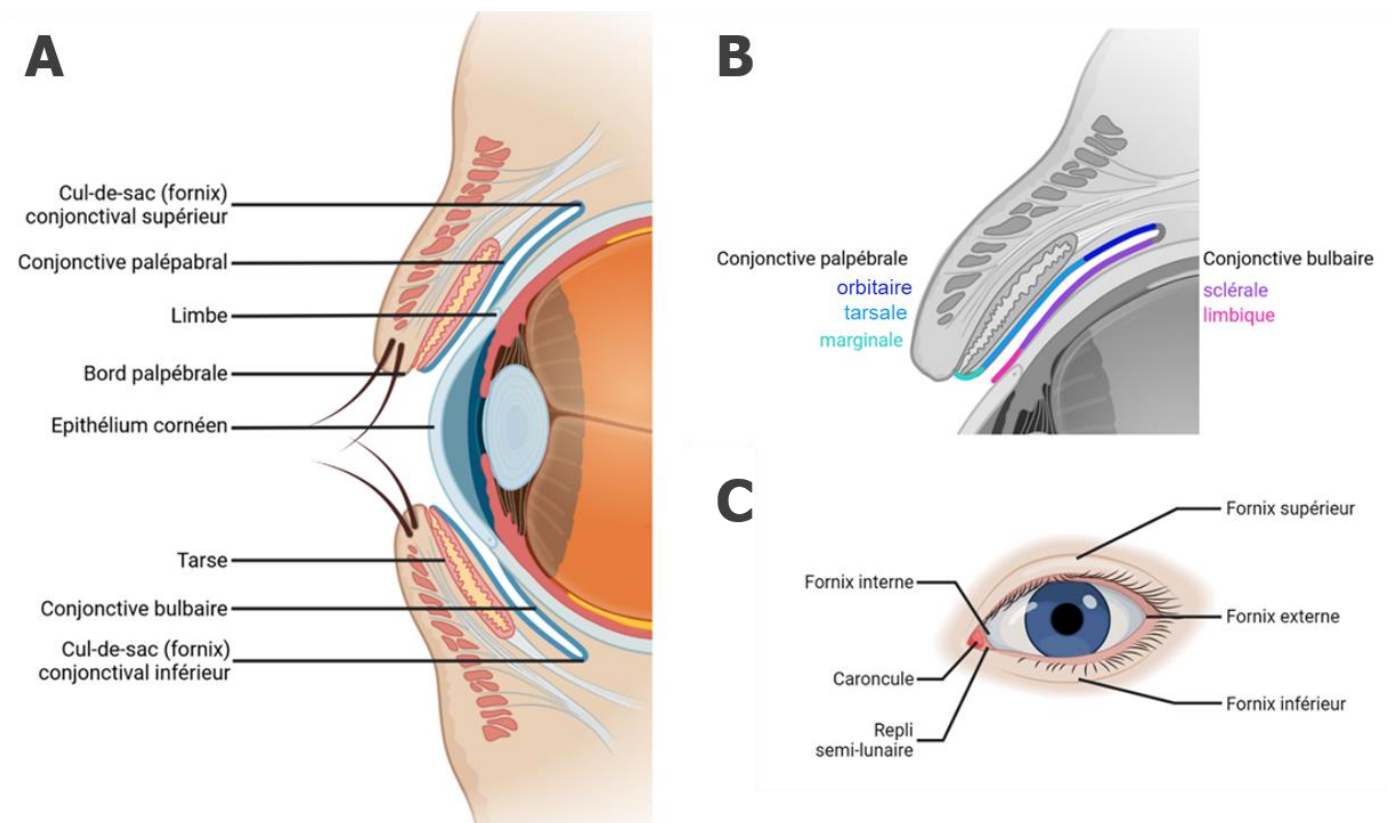 A
Cul-de-sac (fornix)
conjonctival supérieur
Conjonctive palépabral
Limbe
Bord palpébrale
Epithélium cornéen
Tarse
Conjonctive bulbaire
Cul-de-sac (fornix)
conjonctival inférieur
B
Conjonctive palpébrale
orbitaire
tarsale
marginale
Conjonctive bulbaire
sclérale
limbique
C
Fornix supérieur
Fornix interne
Fornix externe
Caroncule
Fornix inférieur
Repli
semi-lunaire